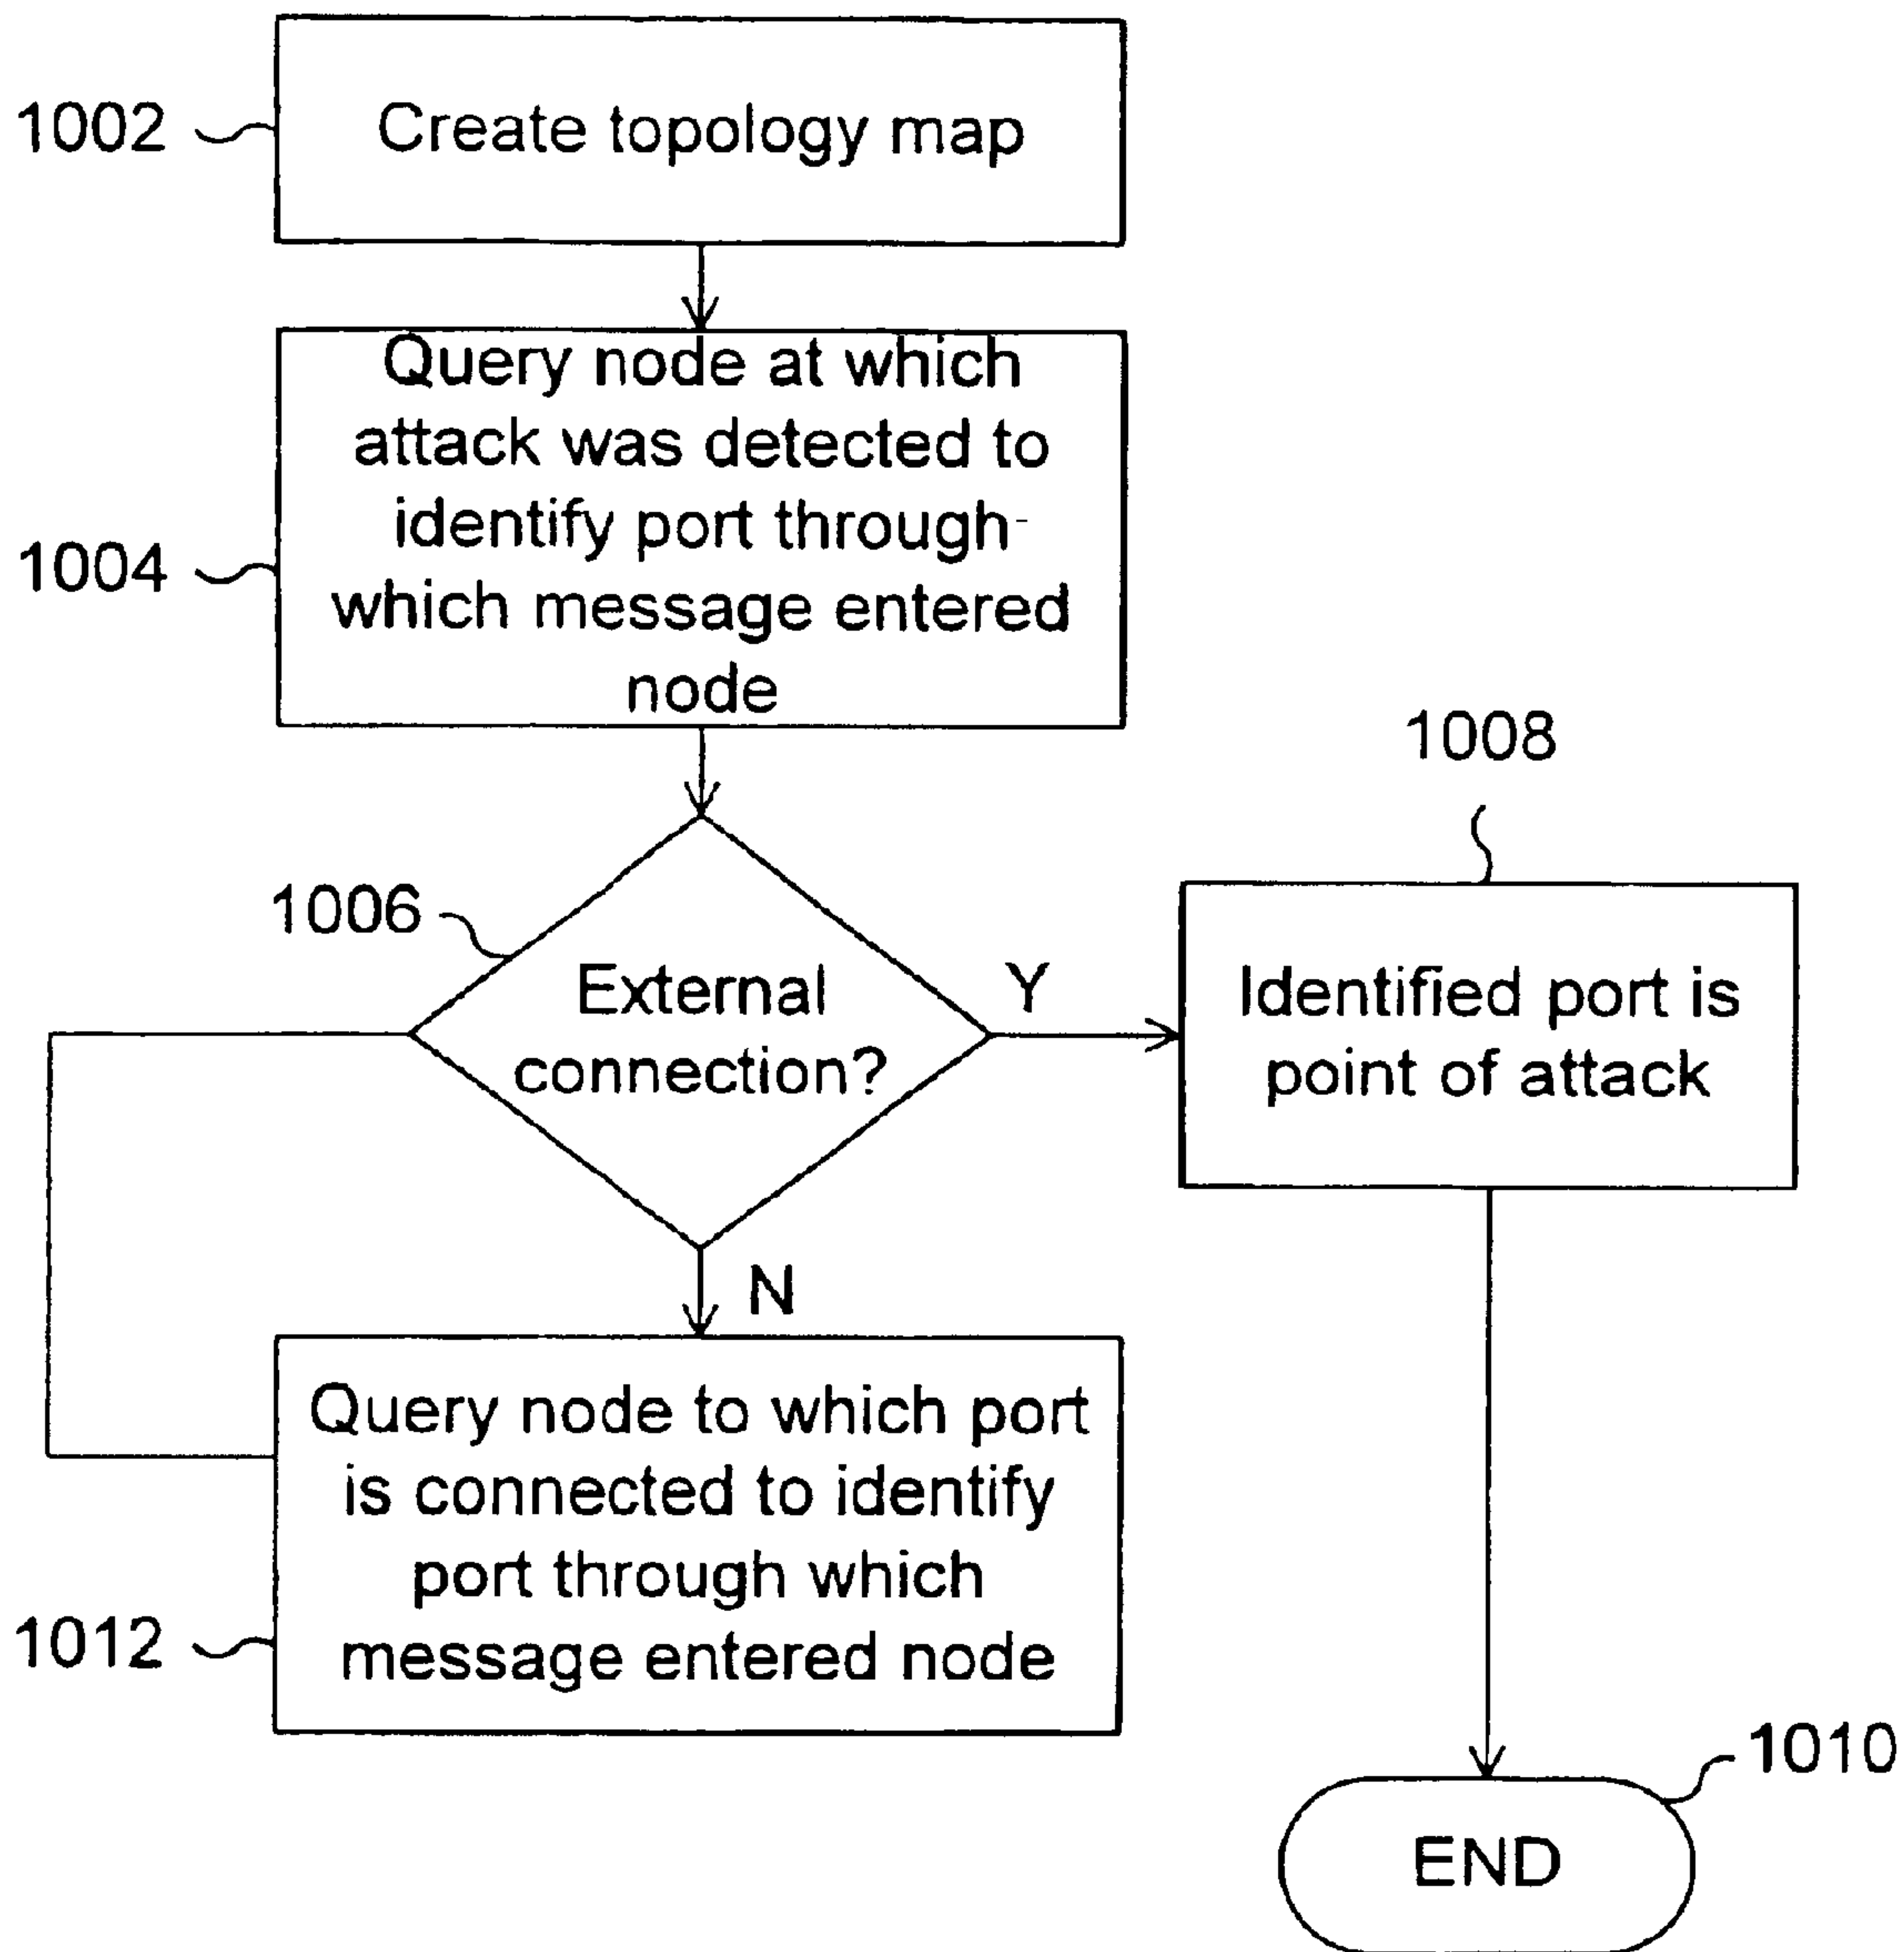 1002
Create topology map
1004
Query node at which
attack was detected to
identify port through-
which message entered
node
1008
1006
External
connection?
Y
Identified port is
point of attack
N
Query node to which port
is connected to identify
port through which
message entered node
1012
1010
END